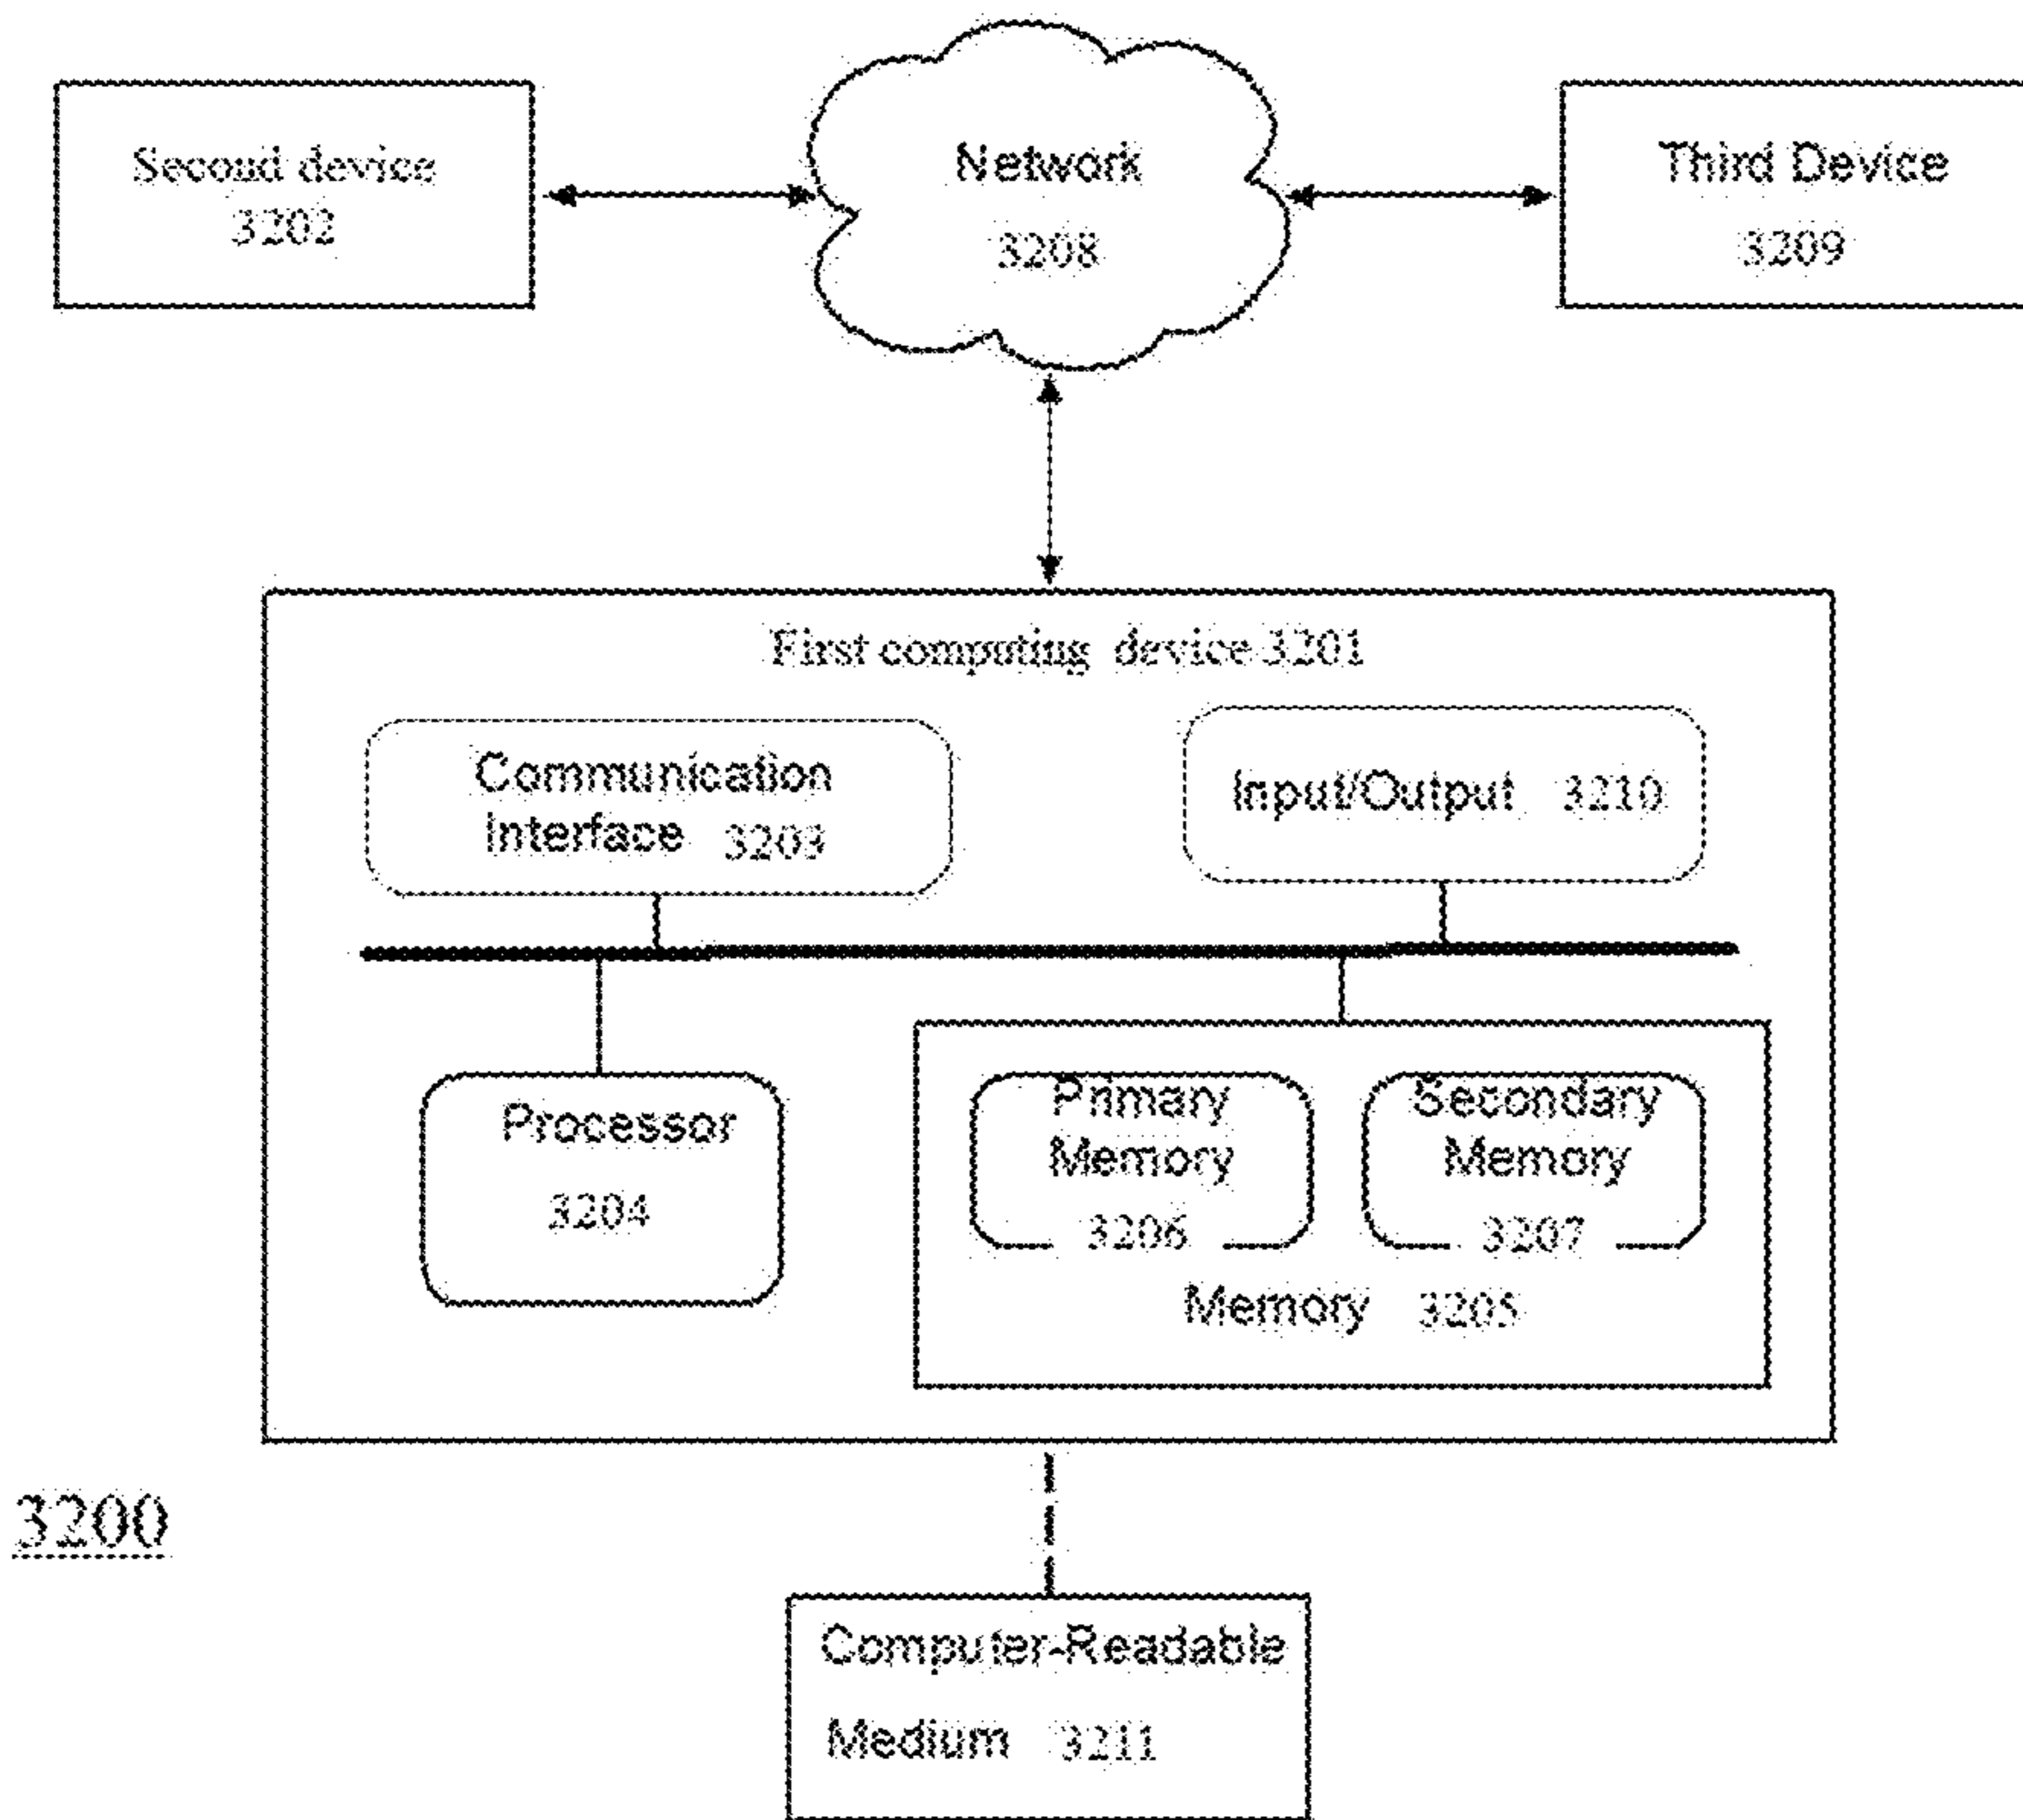 Second device
3202
Network
3208
Third Device
3209
First computing device 3201
Communication
Interface 3203
Input/Output 3210
Processor
3204
Primary
Memory
3206
Secondary
Memory
3207
Memory 3205
3200
Computer-Readable
Medium 3211